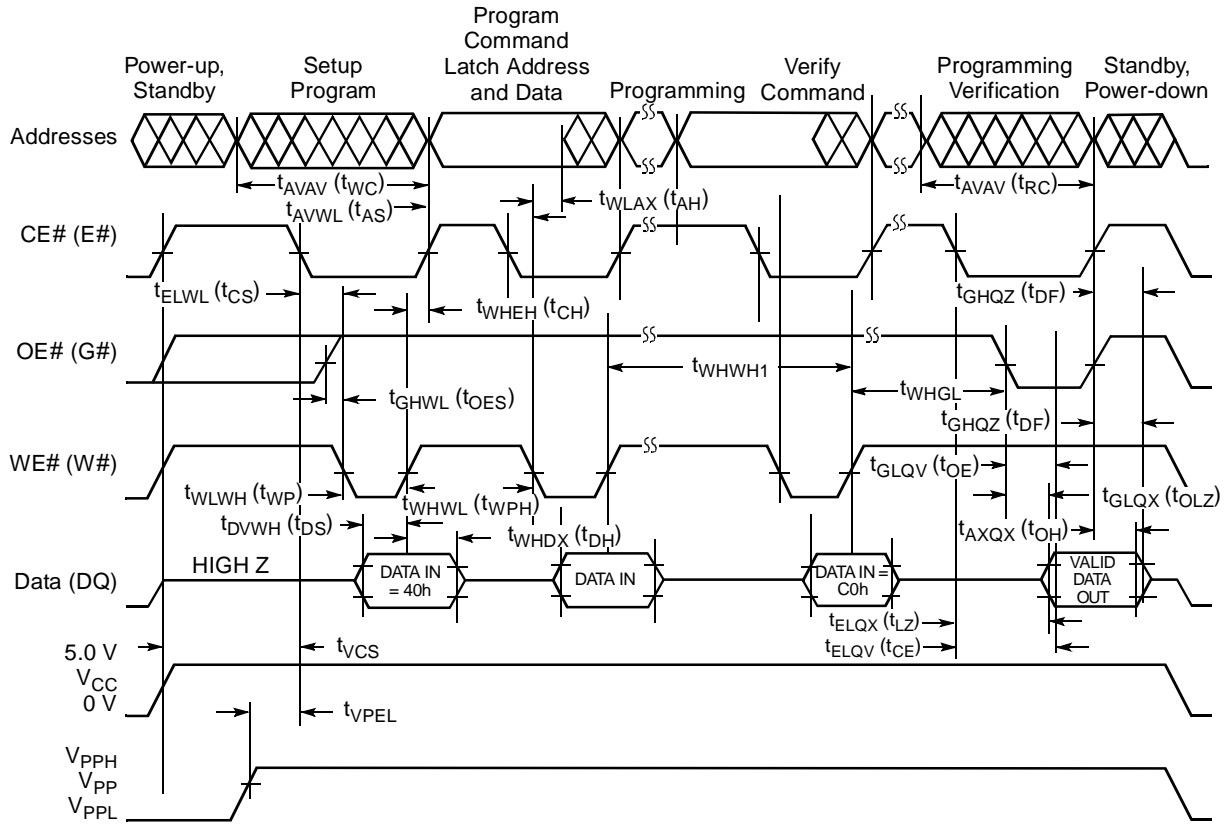 Power-up,
Standby
Setup
Program
Program
Command
Latch Address
and Data
Programming
Verify
Command
Programming
Verification
Standby,
Power-down
Addresses
tAVAV (tWC)
tAVWL (tAS)
tWLAX (tAH)
tAVAV (tRC)
CE# (E#)
tELWL (tCS)
tWHEH (tCH)
tGHQZ (tDF)
OE# (G#)
tWHWH1
tWHGL
tGHWL (tOES)
tGHQZ (tDF)
WE# (W#)
tGLQV (tOE)
tWLWH (tWP)
tWHWL (tWPH)
tGLQX (tOLZ)
tDVWH (tDS)
tWHDX (tDH)
tAXQX (tOH)
Data (DQ)
HIGH Z
DATA IN
= 40h
DATA IN
DATA IN =
C0h
VALID
DATA
OUT
tELQX (tLZ)
tELQV (tCE)
5.0 V
VCC
0 V
tVCS
tVPEL
VPPH
VPP
VPPL